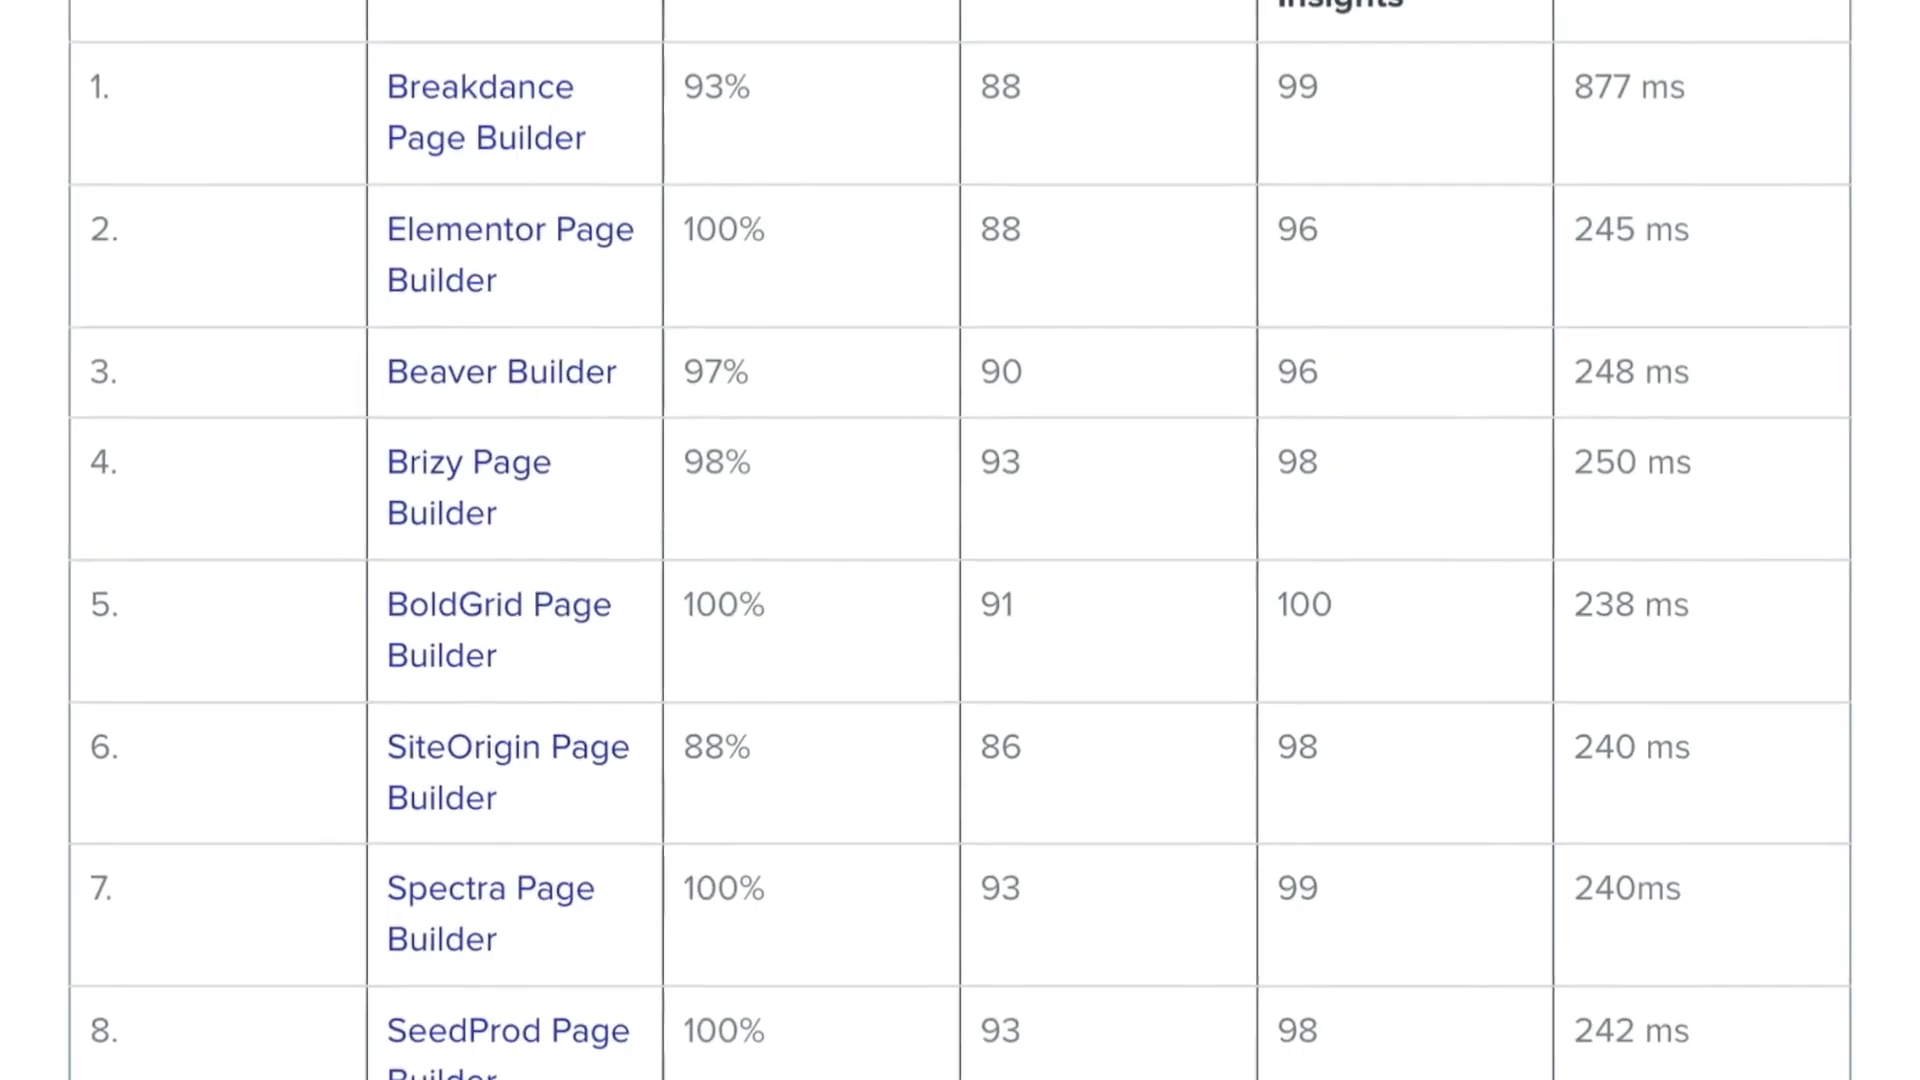 Insights
1.
Breakdance
Page Builder
93%
88
99
877 ms
2.
Elementor Page
Builder
100%
88
96
245 ms
3.
Beaver Builder
97%
90
96
248 ms
4.
Brizy Page
Builder
98%
93
98
250 ms
5.
BoldGrid Page
Builder
100%
91
100
238 ms
6.
SiteOrigin Page
Builder
88%
86
98
240 ms
7.
Spectra Page
Builder
100%
93
99
240ms
8.
SeedProd Page
Builder
100%
93
98
242 ms